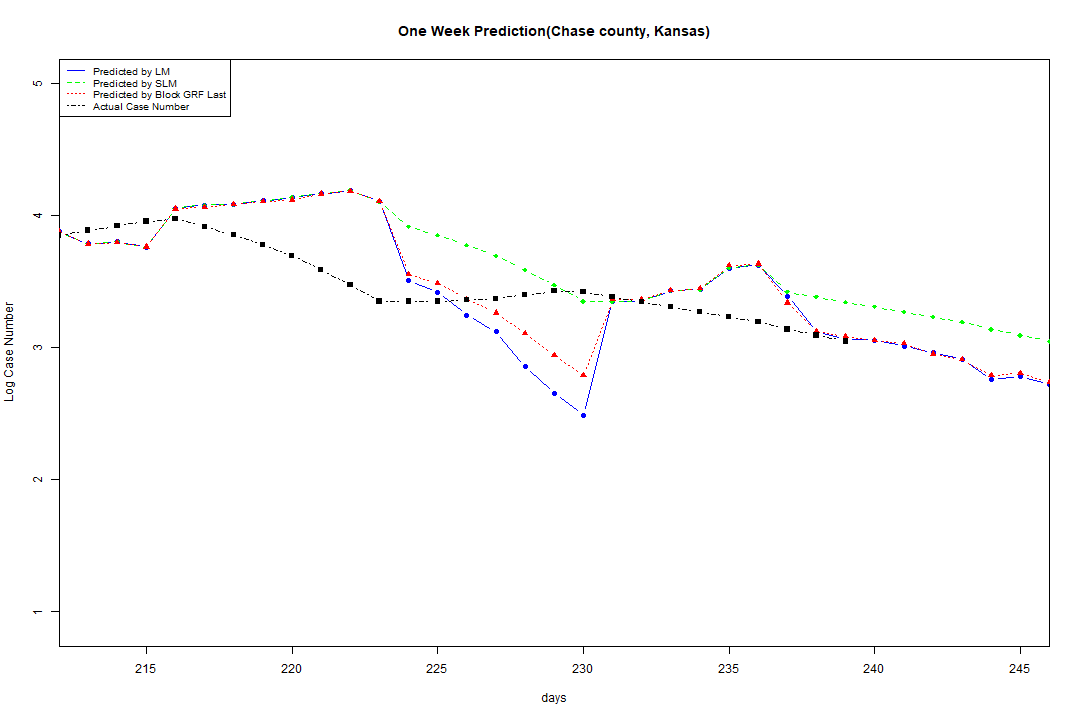 One Week Prediction(Chase county, Kansas)
Predicted by LM
Predicted by SLM
Predicted by Block GRF Last
Actual Case Number
5
4
3
2
1
Log Case Number
215 220 225 230 235 240 245
days